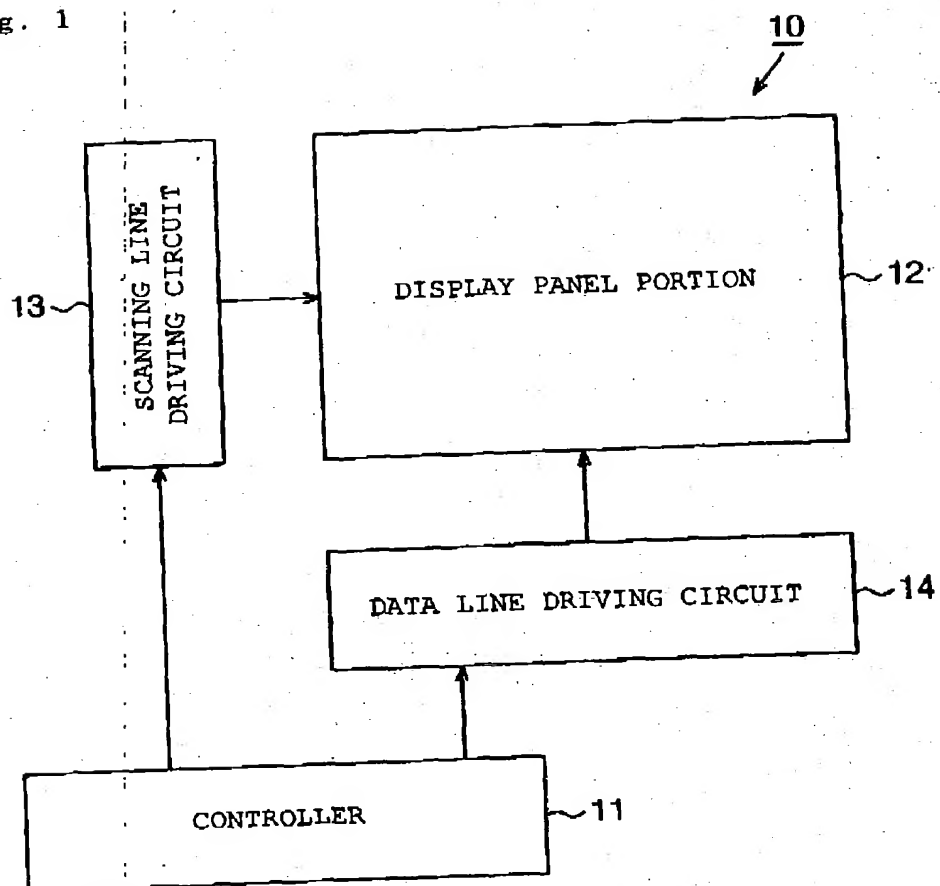 g. 1
10
SCANNING LINE
DRIVING CIRCUIT
13
DISPLAY PANEL PORTION
12
DATA LINE DRIVING CIRCUIT
14
CONTROLLER
11